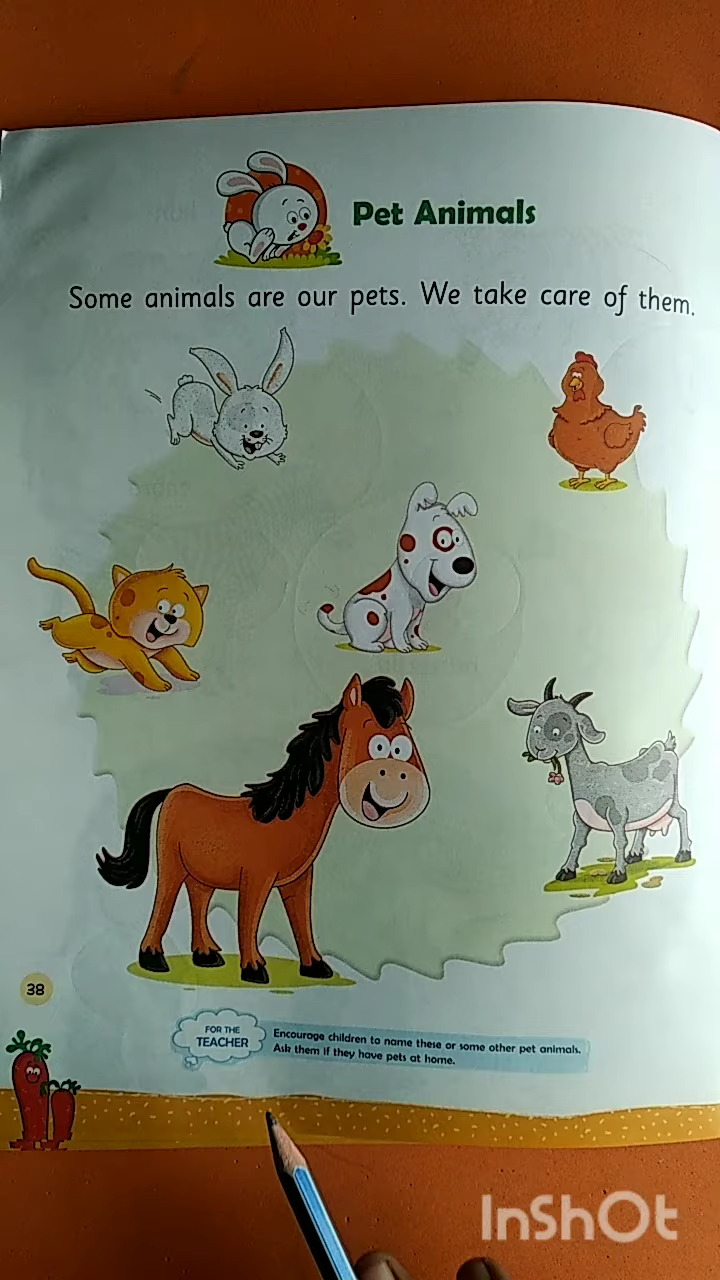 Pet Animals
Some animals are our pets. We take care of them.
38
FOR THE
TEACHER
Encourage children to name these or some other pet animals.
Ask them if they have pets at home.
InShOt